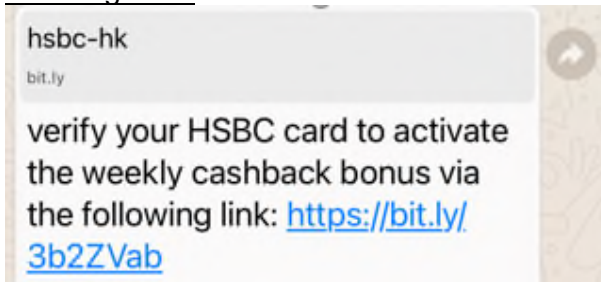 hsbc-hk
bit.ly
verify your HSBC card to activate
the weekly cashback bonus via
the following link: https://bit.ly/
3b2ZVab